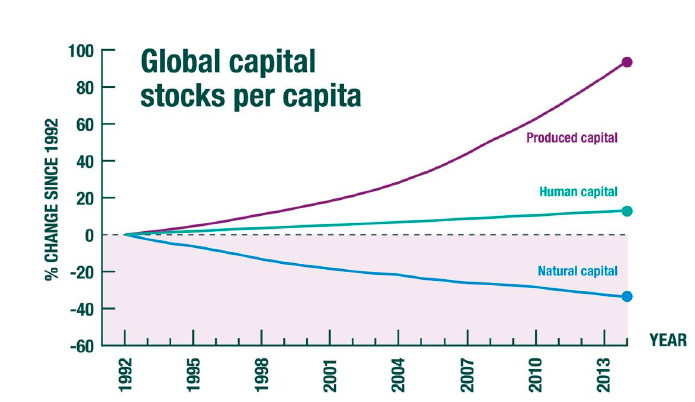 Global capital
stocks per capita
% CHANGE SINCE 1992
100
80
60
40
20
0
-20
-40
-60
Produced capital
Human capital
Natural capital
1992
1995
1998
2001
2004
2007
2010
2013
YEAR